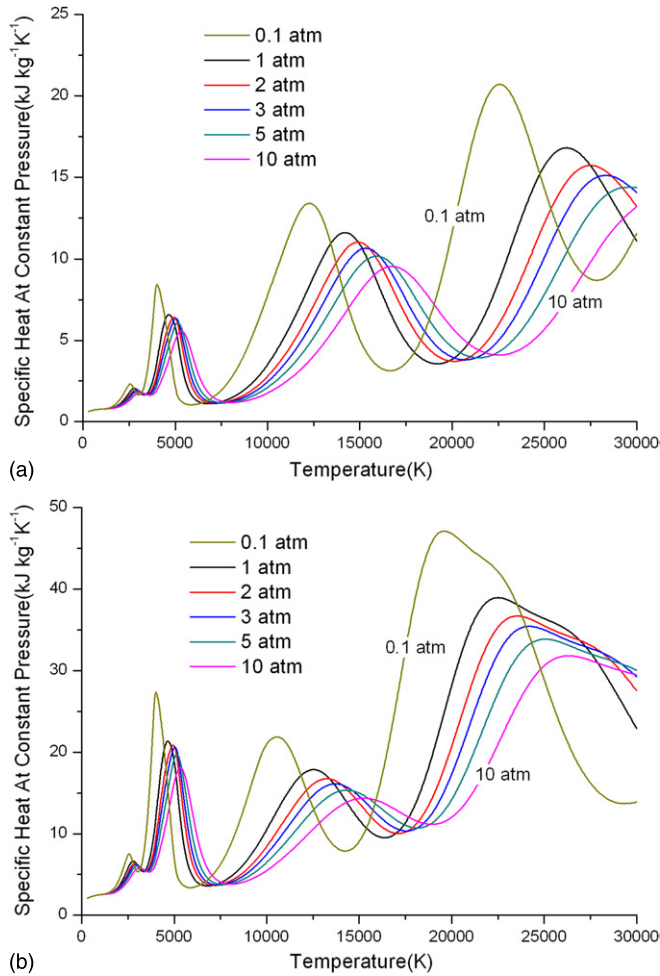 25
20
15
10
5
0
Specific Heat At Constant Pressure(kJ kg⁻¹K⁻¹)
0.1 atm
1 atm
2 atm
3 atm
5 atm
10 atm
0.1 atm
10 atm
0 5000 10000 15000 20000 25000 30000
Temperature(K)
(a)
50
40
30
20
10
0
Specific Heat At Constant Pressure(kJ kg⁻¹K⁻¹)
0.1 atm
1 atm
2 atm
3 atm
5 atm
10 atm
0.1 atm
10 atm
0 5000 10000 15000 20000 25000 30000
Temperature(K)
(b)